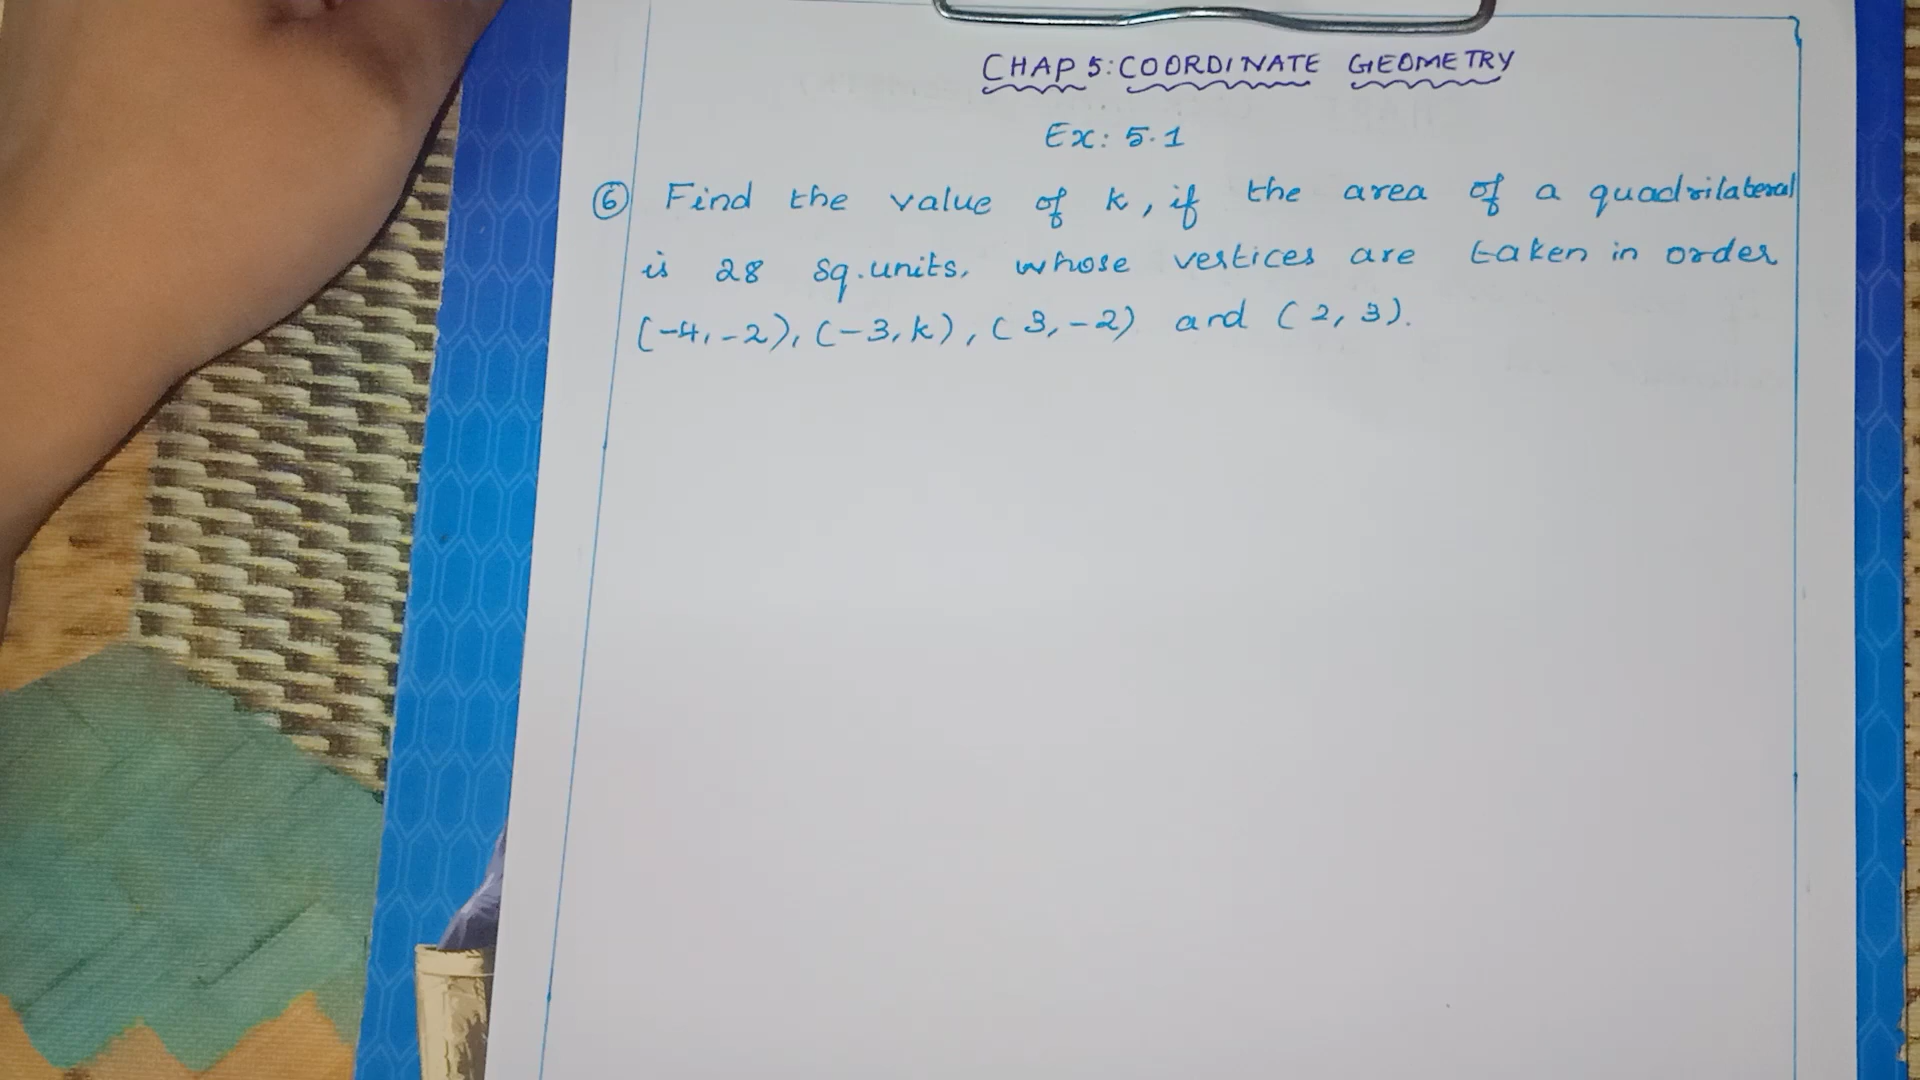 CHAP 5: COORDINATE GEOMETRY
Ex: 5.1
⑥ Find the value of k, if the area of a quadrilateral
is 28 sq.units, whose vertices are taken in order
(-4,-2), (-3,k), (3,-2) and (2,3).